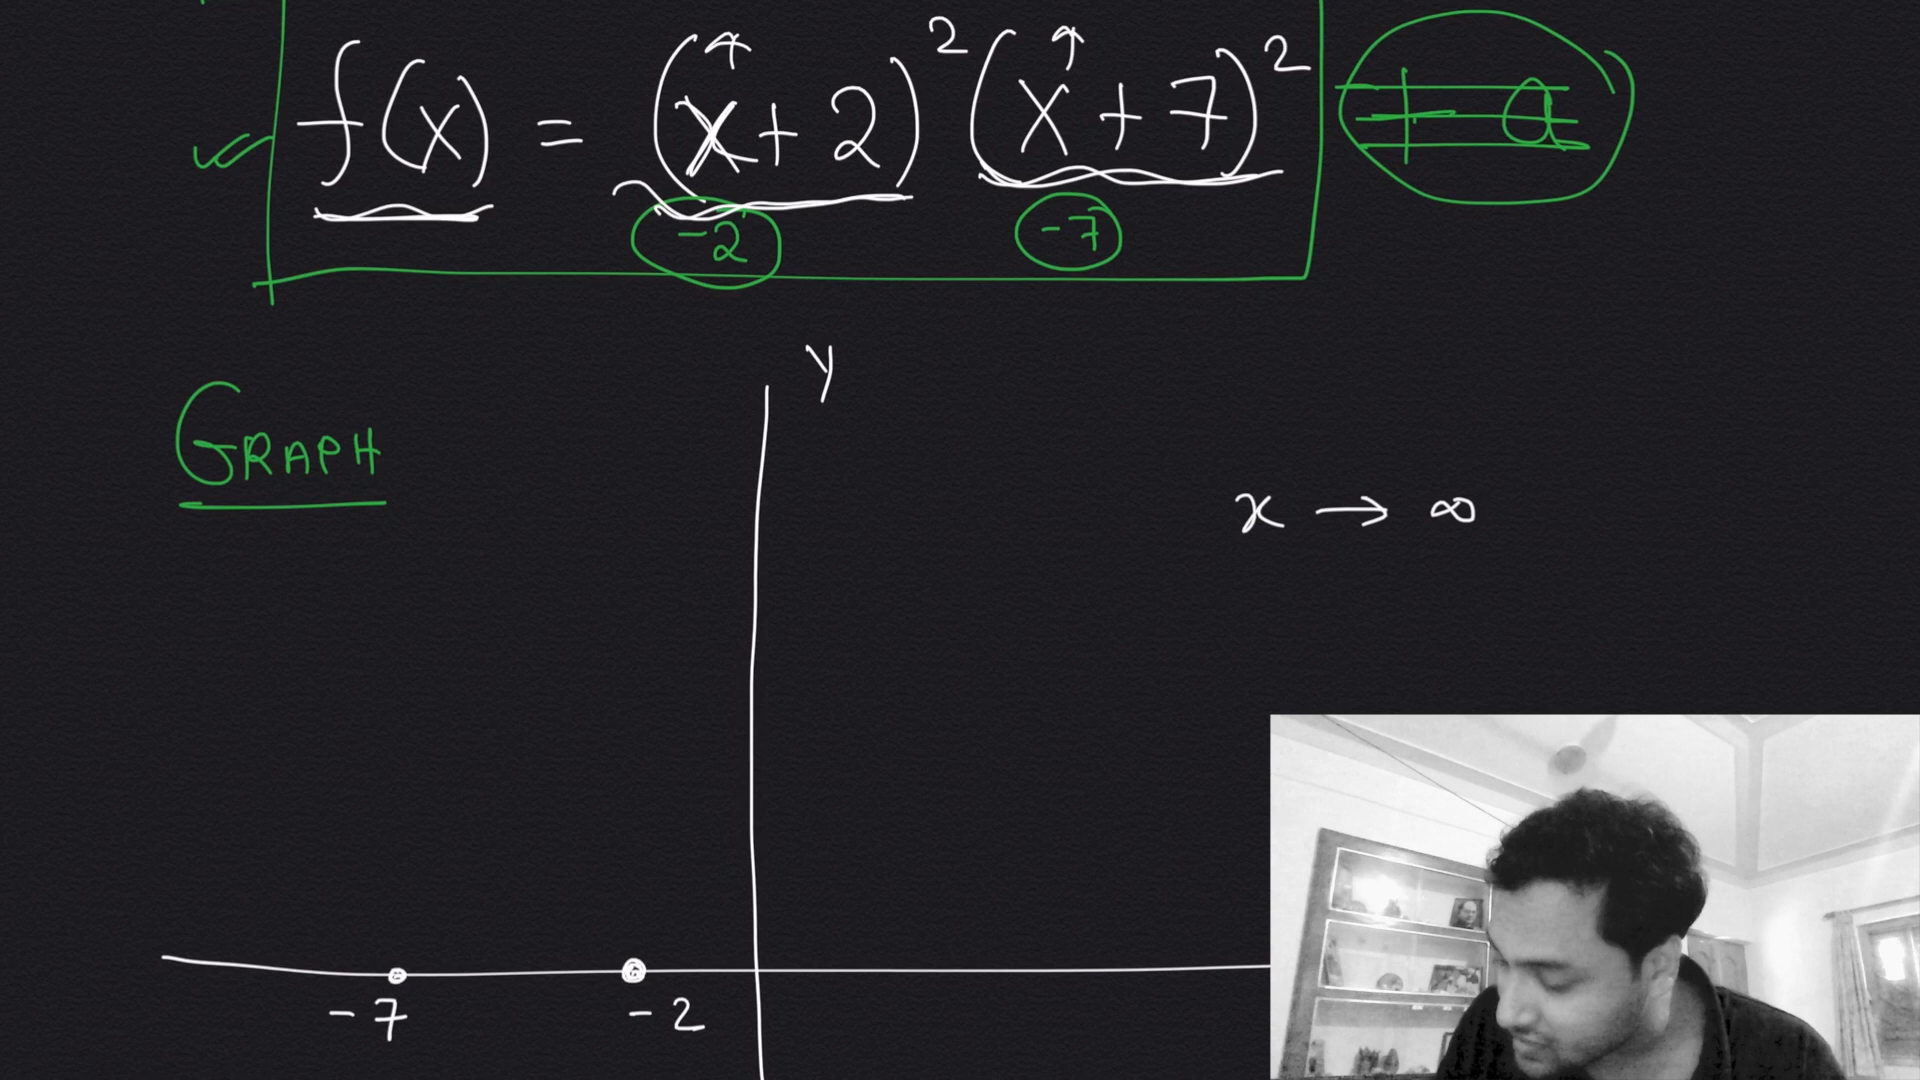 f(x) = (x+2)² (x+7)² + a
-2 -7
y
GRAPH
x → ∞
-7 -2